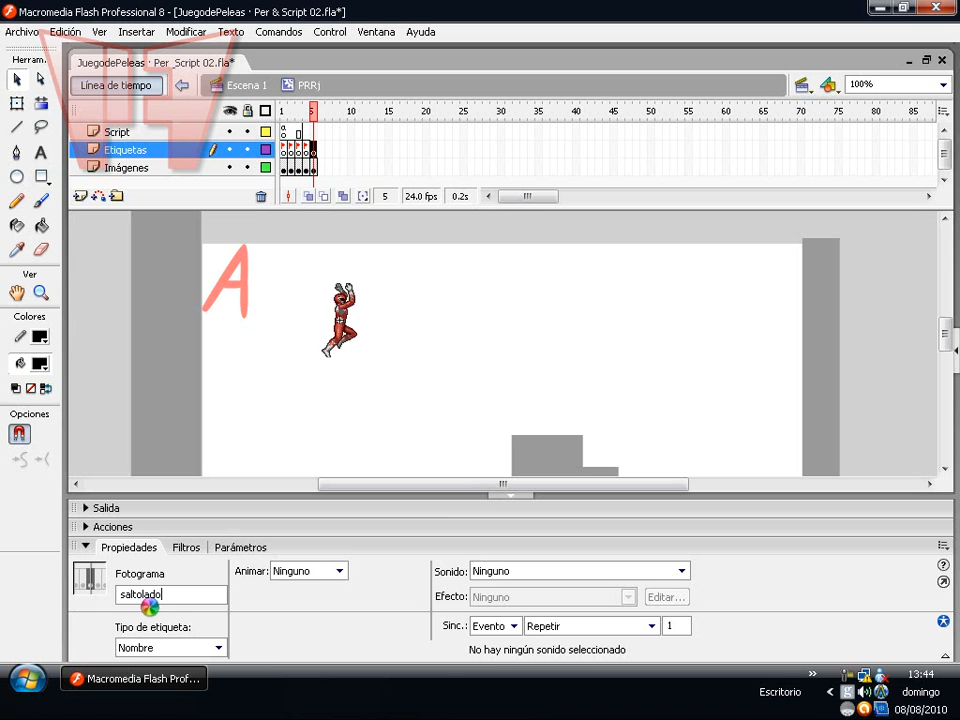 Macromedia Flash Professional 8 - [JuegodePeleas · Per & Script 02.fla*]
Archivo Edición Ver Insertar Modificar Texto Comandos Control Ventana Ayuda
Herram.
JuegodePeleas · Per _Script 02.fla*
Línea de tiempo Escena 1 PRRj 100%
1 5 10 15 20 25 30 35 40 45 50 55 60 65 70 75 80 85
Script
Etiquetas
Imágenes
5 24.0 fps 0.2s
A
Ver
Colores
Opciones
Salida
Acciones
Propiedades Filtros Parámetros
Fotograma
saltolado
Tipo de etiqueta:
Nombre
Animar: Ninguno
Sonido: Ninguno
Efecto: Ninguno Editar...
Sinc.: Evento Repetir 1
No hay ningún sonido seleccionado
Macromedia Flash Prof...
Escritorio
13:44
domingo
08/08/2010